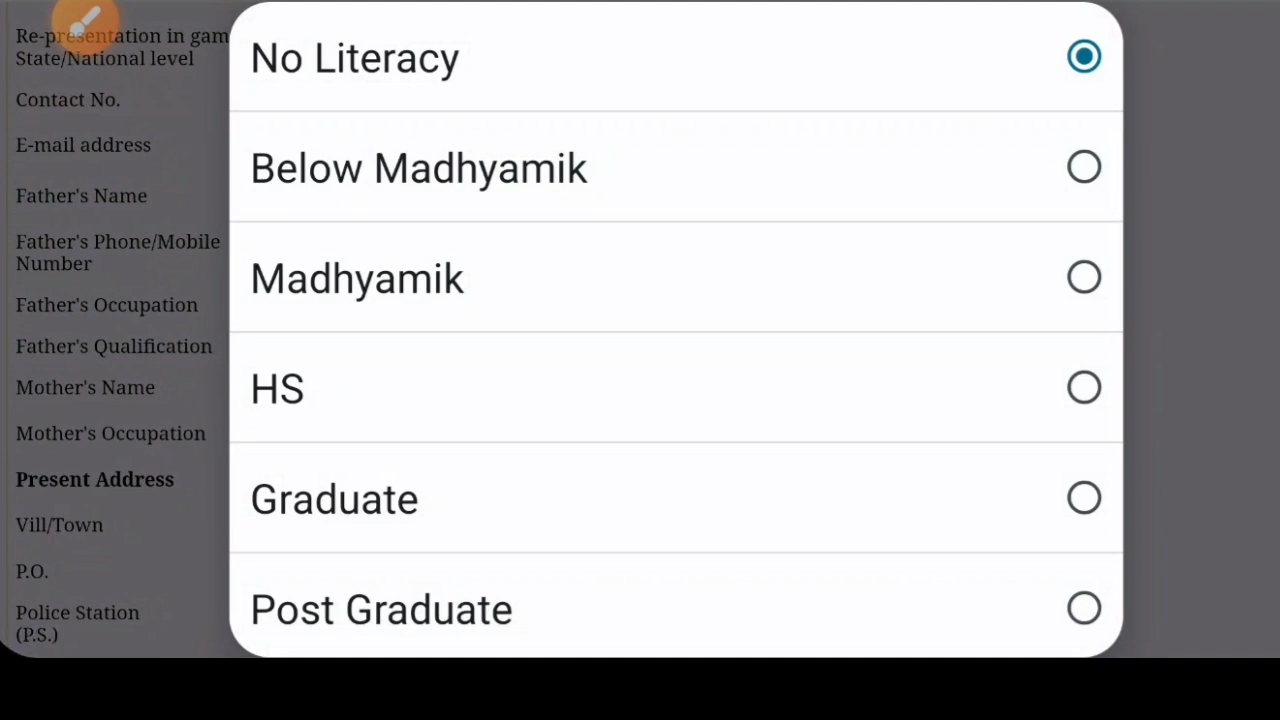 Re-presentation in gam
State/National level
Contact No.
E-mail address
Father's Name
Father's Phone/Mobile
Number
Father's Occupation
Father's Qualification
Mother's Name
Mother's Occupation
Present Address
Vill/Town
P.O.
Police Station
(P.S.)
No Literacy
Below Madhyamik
Madhyamik
HS
Graduate
Post Graduate